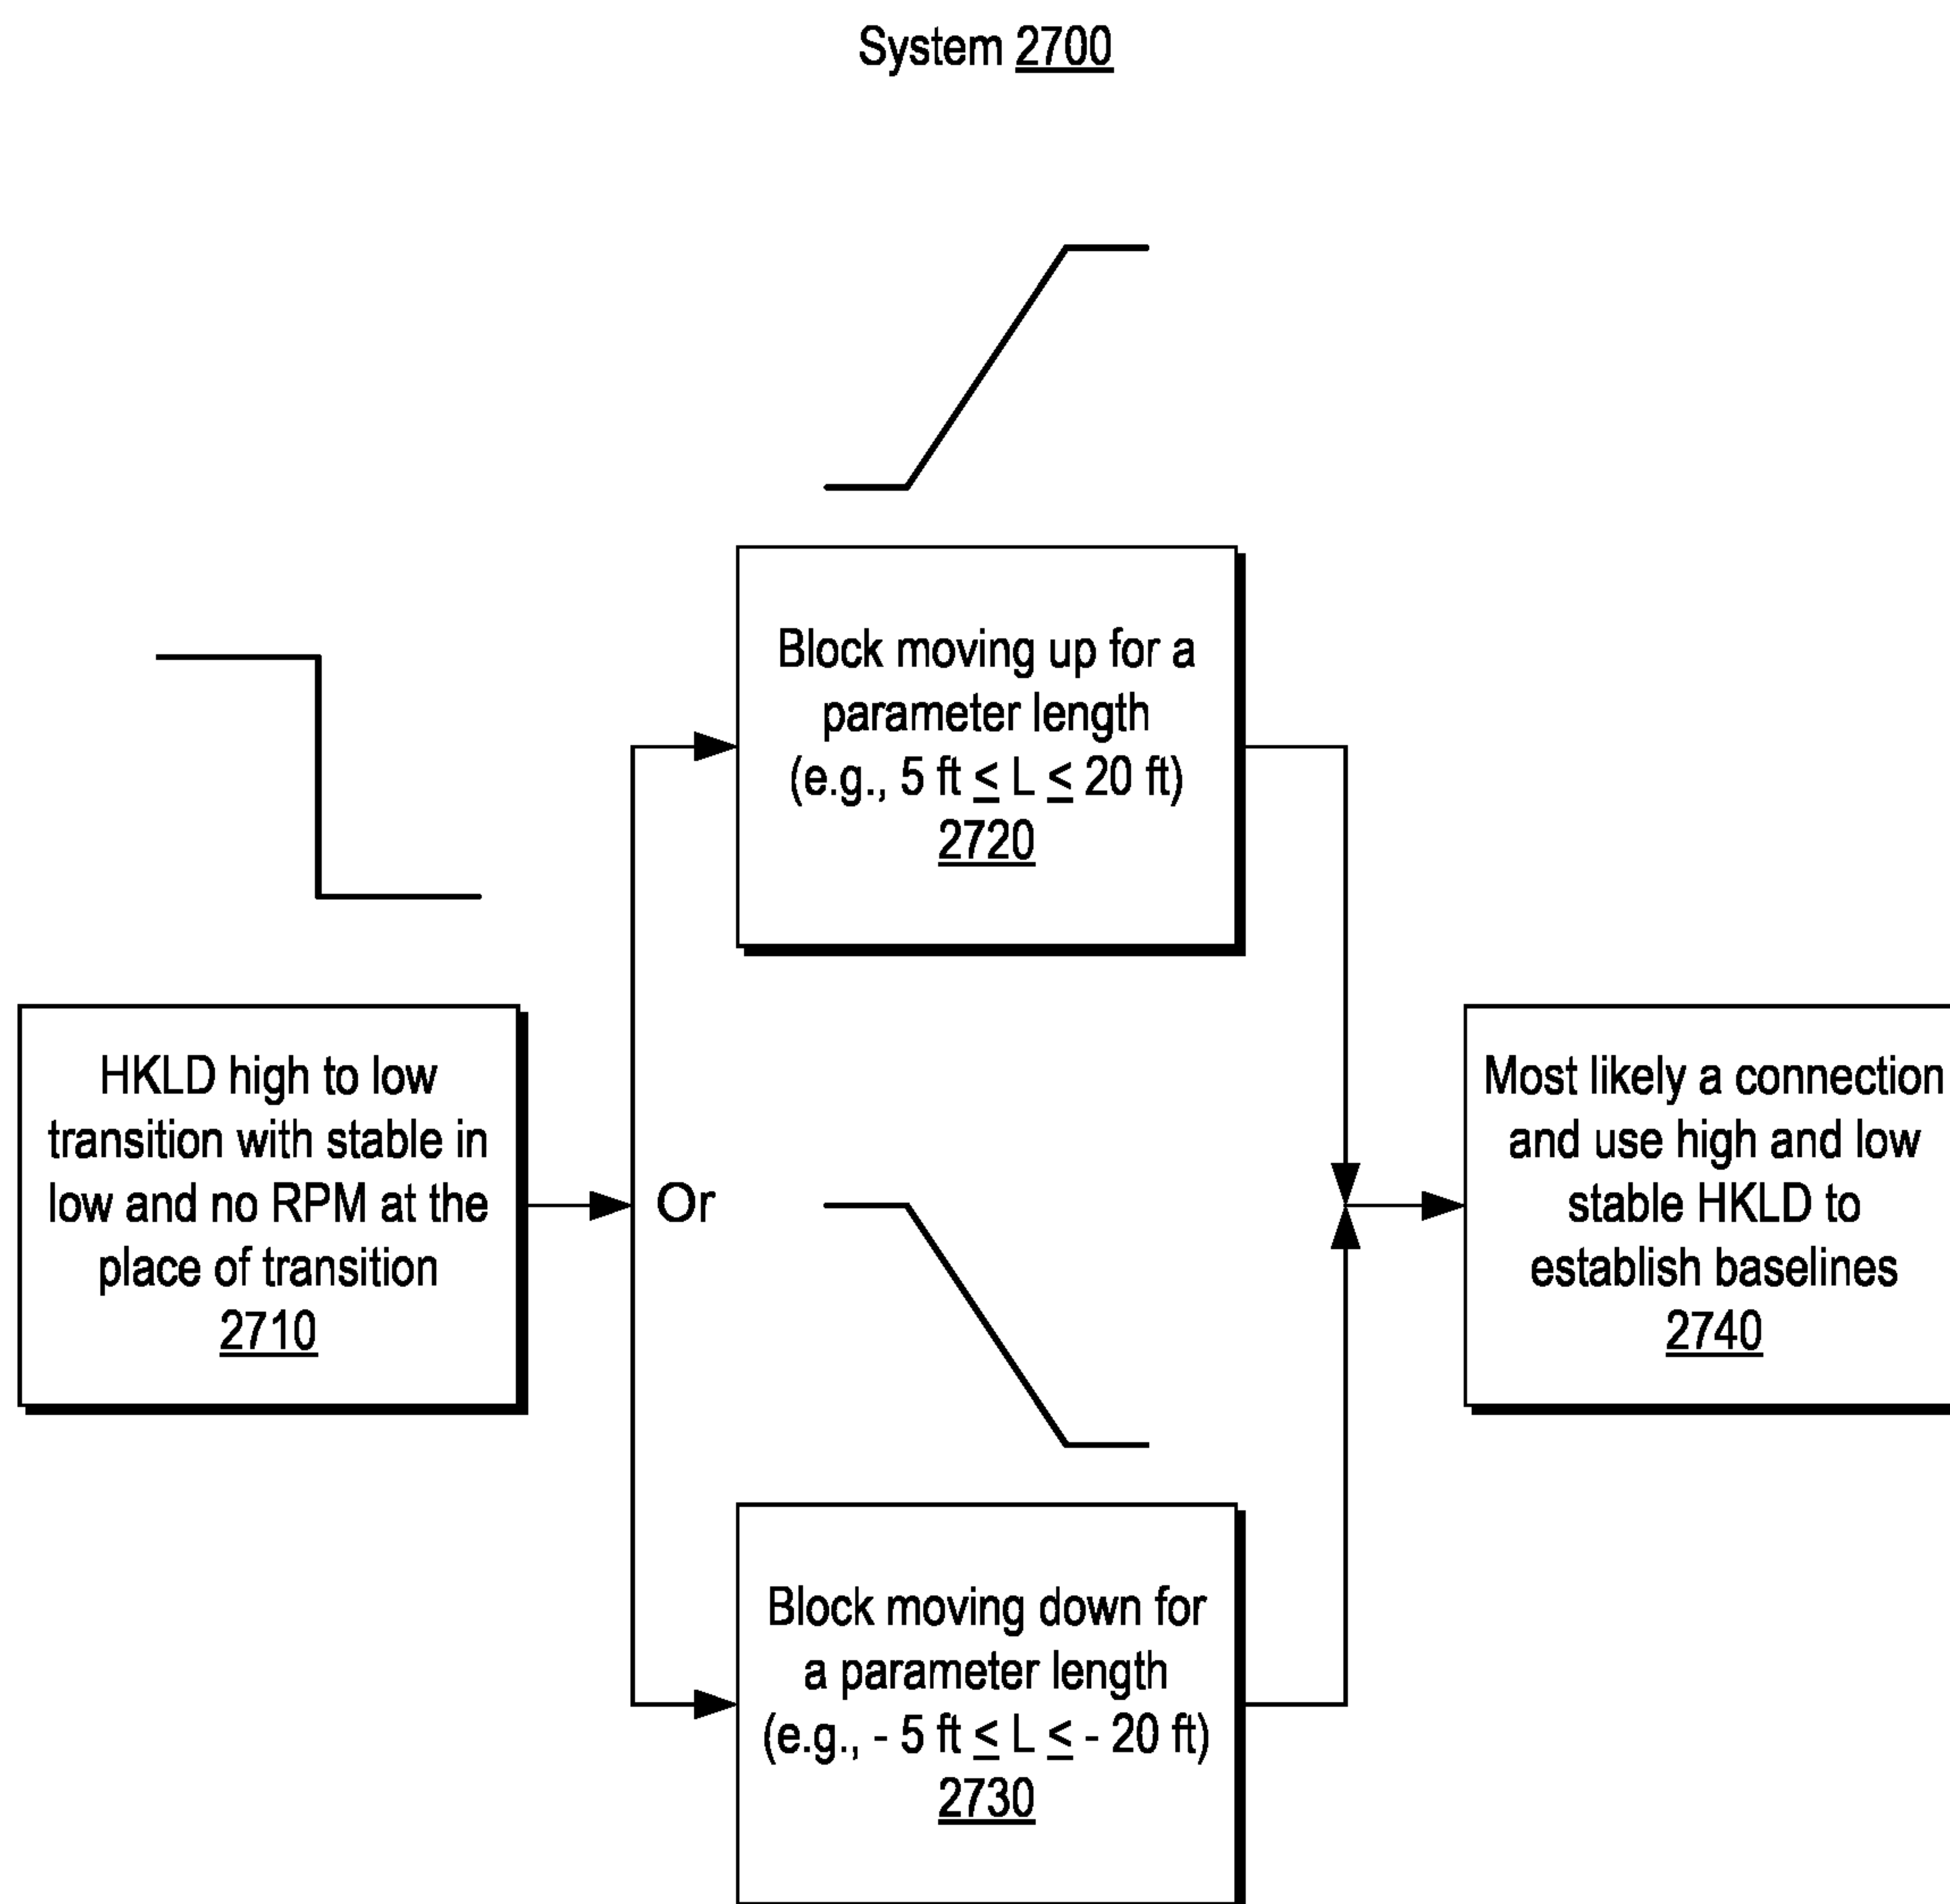 System 2700
Block moving up for a
parameter length
(e.g., 5 ft ≤ L ≤ 20 ft)
2720
HKLD high to low
transition with stable in
low and no RPM at the
place of transition
2710
Or
Most likely a connection
and use high and low
stable HKLD to
establish baselines
2740
Block moving down for
a parameter length
(e.g., - 5 ft ≤ L ≤ - 20 ft)
2730